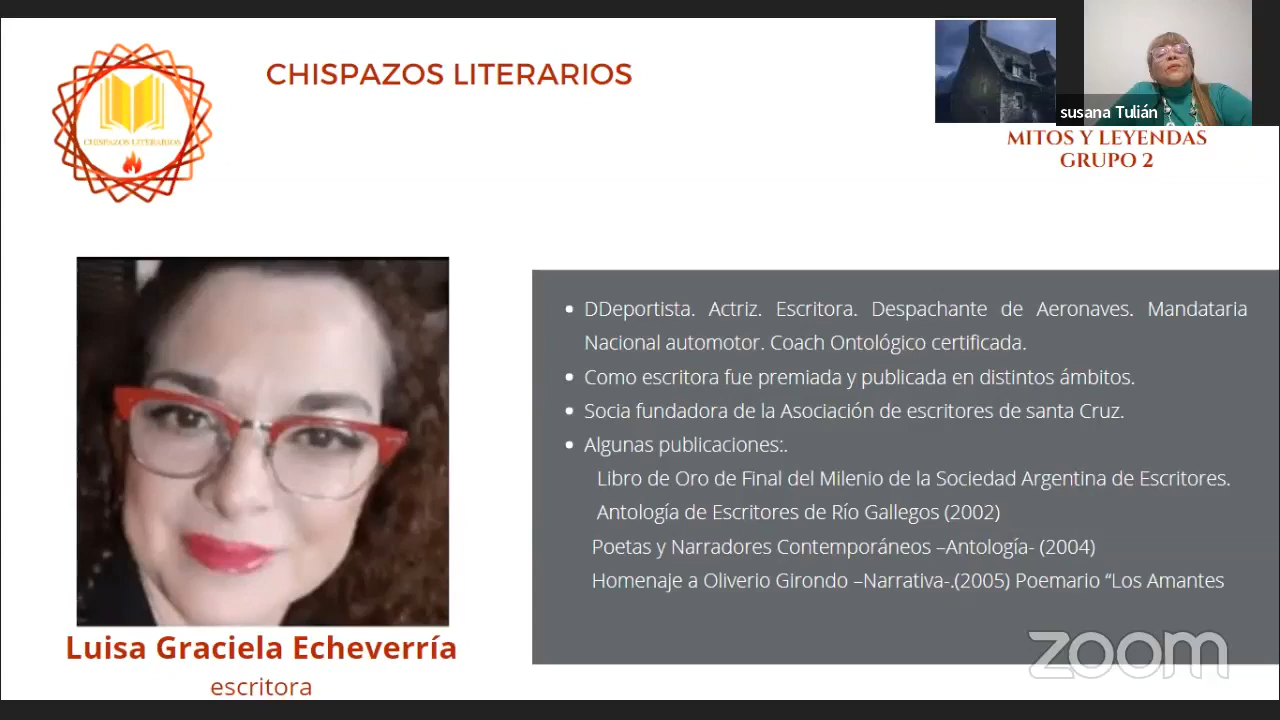 CHISPAZOS LITERARIOS
CHISPAZOS LITERARIOS
susana Tulián
MITOS Y LEYENDAS
GRUPO 2
DDeportista. Actriz. Escritora. Despachante de Aeronaves. Mandataria
Nacional automotor. Coach Ontológico certificada.
Como escritora fue premiada y publicada en distintos ámbitos.
Socia fundadora de la Asociación de escritores de santa Cruz.
Algunas publicaciones:.
Libro de Oro de Final del Milenio de la Sociedad Argentina de Escritores.
Antología de Escritores de Río Gallegos (2002)
Poetas y Narradores Contemporáneos –Antología- (2004)
Homenaje a Oliverio Girondo –Narrativa-.(2005) Poemario “Los Amantes
Luisa Graciela Echeverría
escritora
zoom